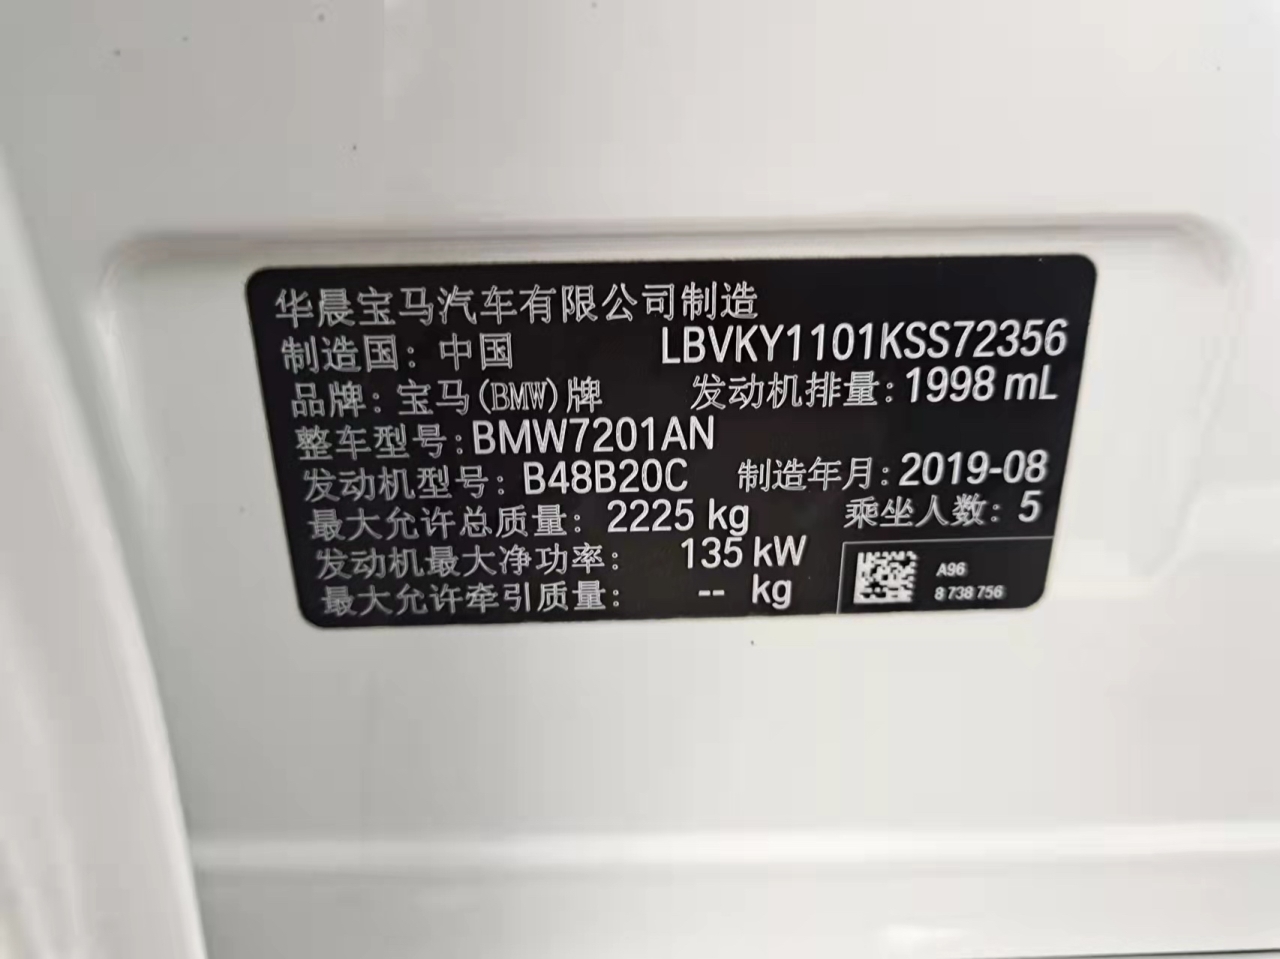 华晨宝马汽车有限公司制造
制造国：中国 LBVKY1101KSS72356
品牌：宝马(BMW)牌 发动机排量：1998 mL
整车型号：BMW7201AN
发动机型号：B48B20C 制造年月：2019-08
最大允许总质量：2225 kg 乘坐人数：5
发动机最大净功率：135 kW
最大允许牵引质量：-- kg
A96
8 738 756